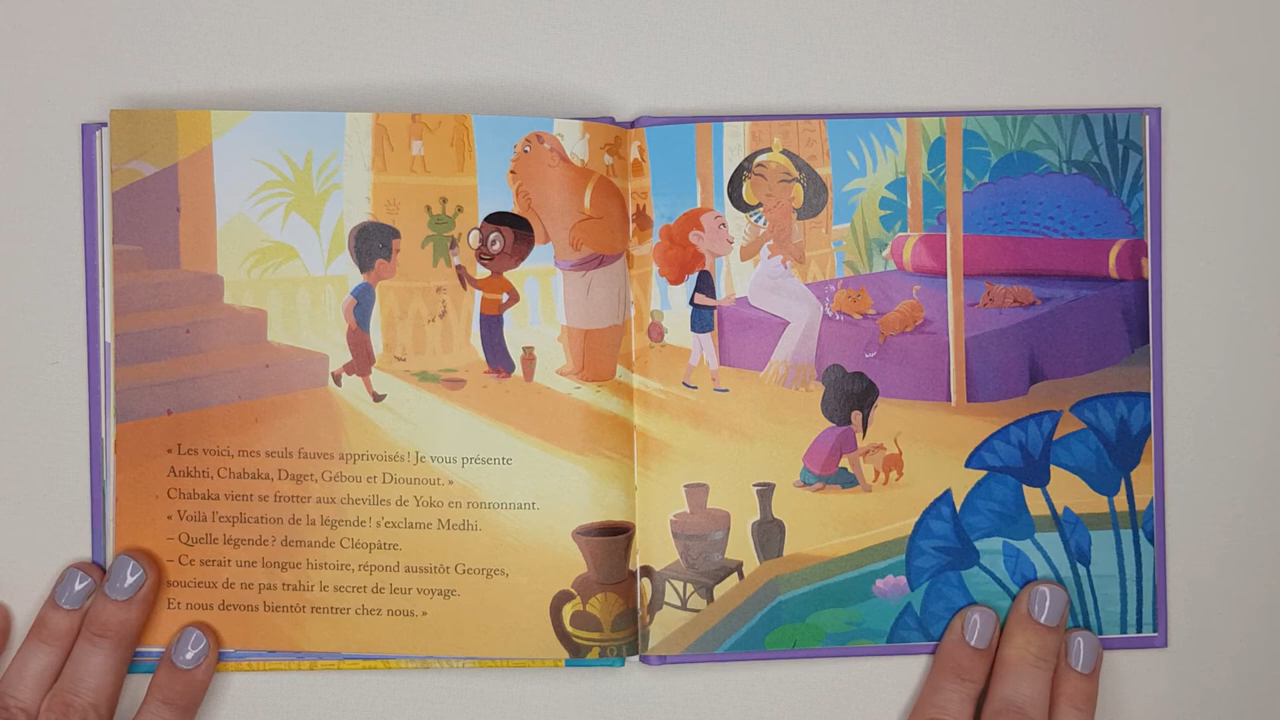 « Les voici, mes seuls fauves apprivoisés ! Je vous présente
Ankhti, Chabaka, Daget, Gébou et Diounout. »
Chabaka vient se frotter aux chevilles de Yoko en ronronnant.
« Voilà l'explication de la légende ! s'exclame Medhi.
– Quelle légende ? demande Cléopâtre.
– Ce serait une longue histoire, répond aussitôt Georges,
soucieux de ne pas trahir le secret de leur voyage.
Et nous devons bientôt rentrer chez nous. »